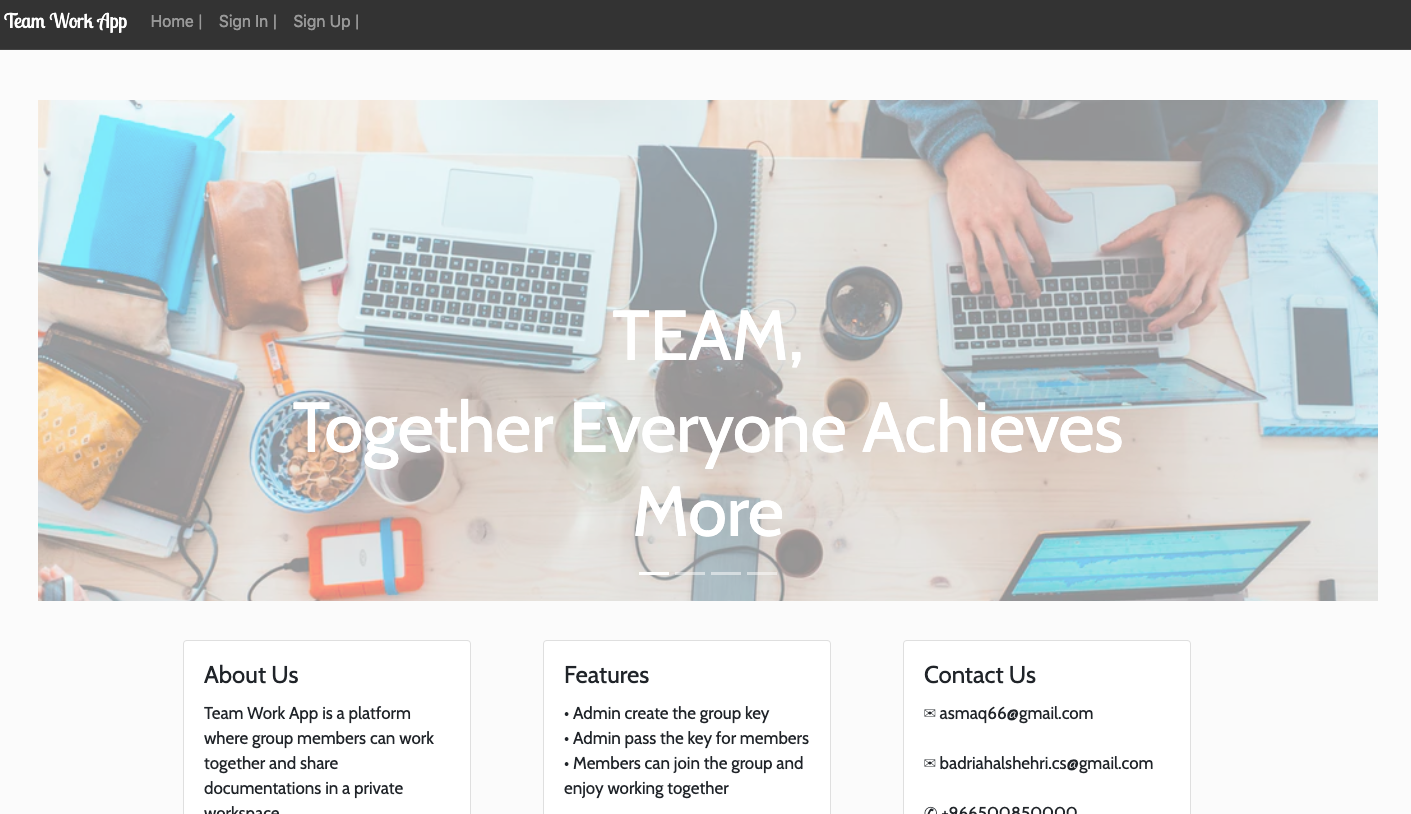 Team Work App Home | Sign In | Sign Up |
TEAM,
Together Everyone Achieves
More
About Us
Team Work App is a platform
where group members can work
together and share
documentations in a private
workspace
Features
• Admin create the group key
• Admin pass the key for members
• Members can join the group and
enjoy working together
Contact Us
✉ asmaq66@gmail.com
✉ badriahalshehri.cs@gmail.com
✆ +966500850000